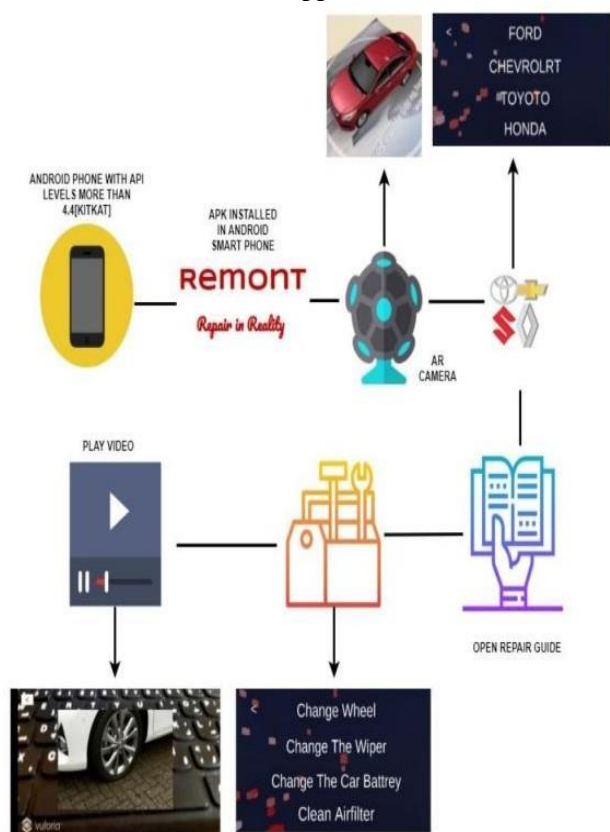 FORD
CHEVROLRT
TOYOTO
HONDA
ANDROID PHONE WITH API
LEVELS MORE THAN
4.4[KITKAT]
APK INSTALLED
IN ANDROID
SMART PHONE
REMONT
Repair in Reality
AR
CAMERA
PLAY VIDEO
OPEN REPAIR GUIDE
Change Wheel
Change The Wiper
Change The Car Battrey
Clean Airfilter
vuforia